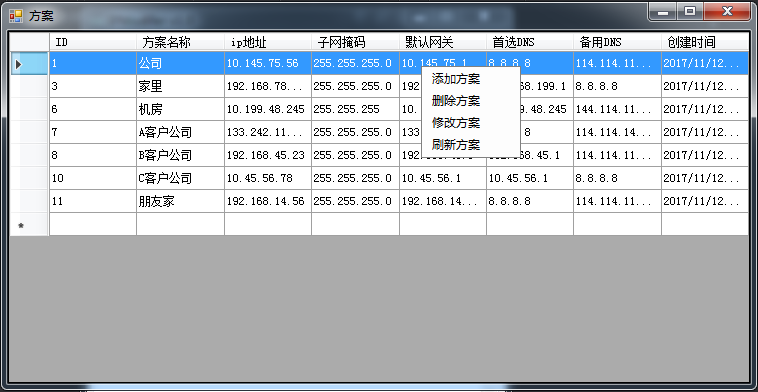 方案
ID 方案名称 ip地址 子网掩码 默认网关 首选DNS 备用DNS 创建时间
1 公司 10.145.75.56 255.255.255.0 10.145.75.1 8.8.8.8 114.114.11... 2017/11/12...
添加方案
3 家里 192.168.78... 255.255.255.0 192 68.199.1 8.8.8.8 2017/11/12...
删除方案
6 机房 10.199.48.245 255.255.255 10. 99.48.245 144.114.11... 2017/11/12...
修改方案
7 A客户公司 133.242.11... 255.255.255.0 133 8 114.114.14... 2017/11/12...
刷新方案
8 B客户公司 192.168.45.23 255.255.255.0 .45.1 114.114.11... 2017/11/12...
10 C客户公司 10.45.56.78 255.255.255.0 10.45.56.1 10.45.56.1 8.8.8.8 2017/11/12...
11 朋友家 192.168.14.56 255.255.255.0 192.168.14... 8.8.8.8 114.114.11... 2017/11/12...